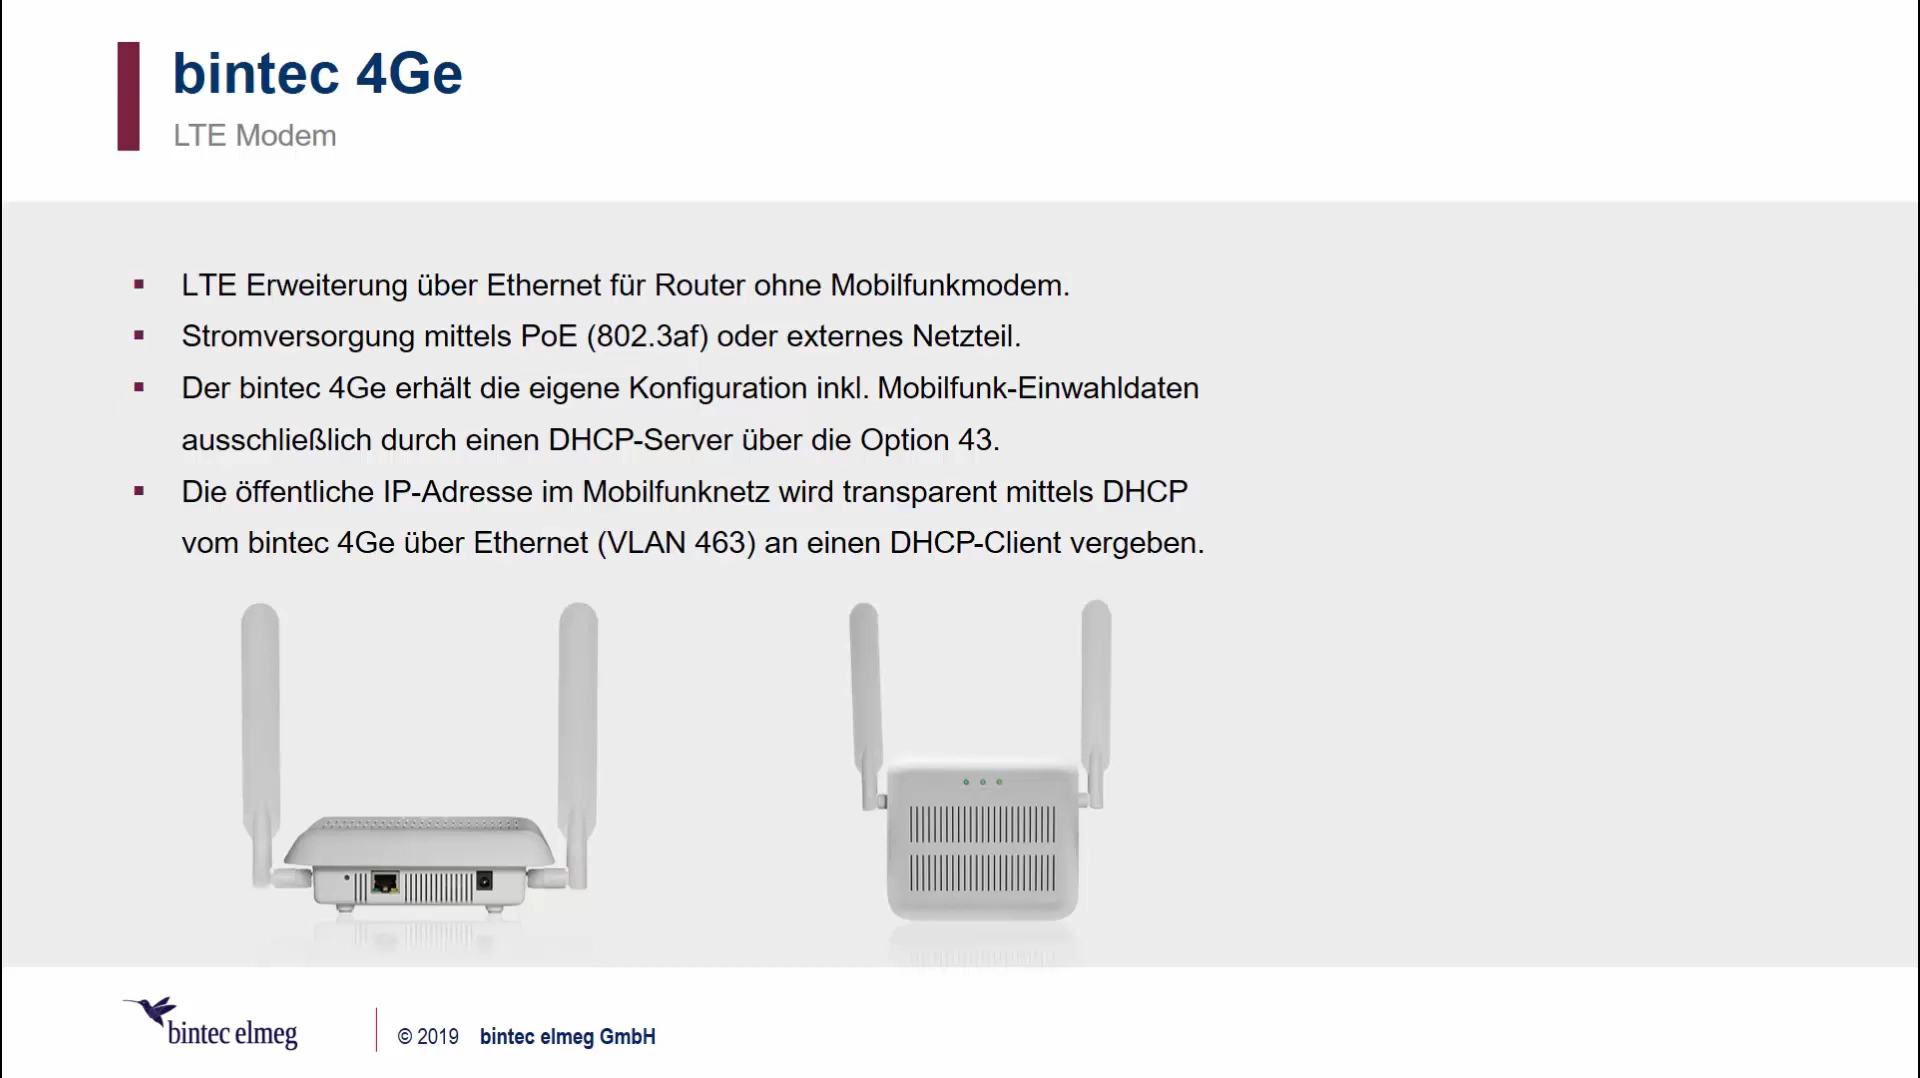 bintec 4Ge
LTE Modem
▪ LTE Erweiterung über Ethernet für Router ohne Mobilfunkmodem.
▪ Stromversorgung mittels PoE (802.3af) oder externes Netzteil.
▪ Der bintec 4Ge erhält die eigene Konfiguration inkl. Mobilfunk-Einwahldaten
ausschließlich durch einen DHCP-Server über die Option 43.
▪ Die öffentliche IP-Adresse im Mobilfunknetz wird transparent mittels DHCP
vom bintec 4Ge über Ethernet (VLAN 463) an einen DHCP-Client vergeben.
bintec elmeg
© 2019 bintec elmeg GmbH